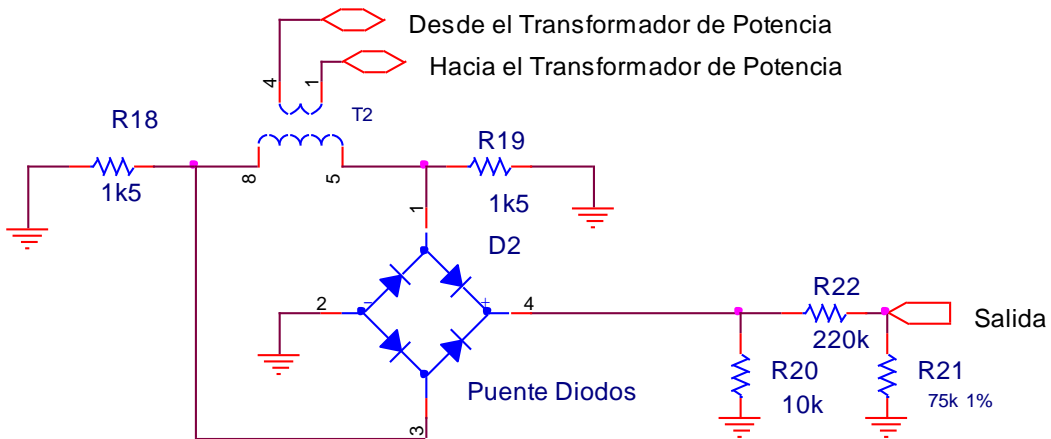 Desde el Transformador de Potencia
Hacia el Transformador de Potencia
4
1
T2
R18
1k5
8
5
R19
1k5
1
D2
2
-
+
4
3
Puente Diodos
R22
220k
Salida
R20
10k
R21
75k 1%